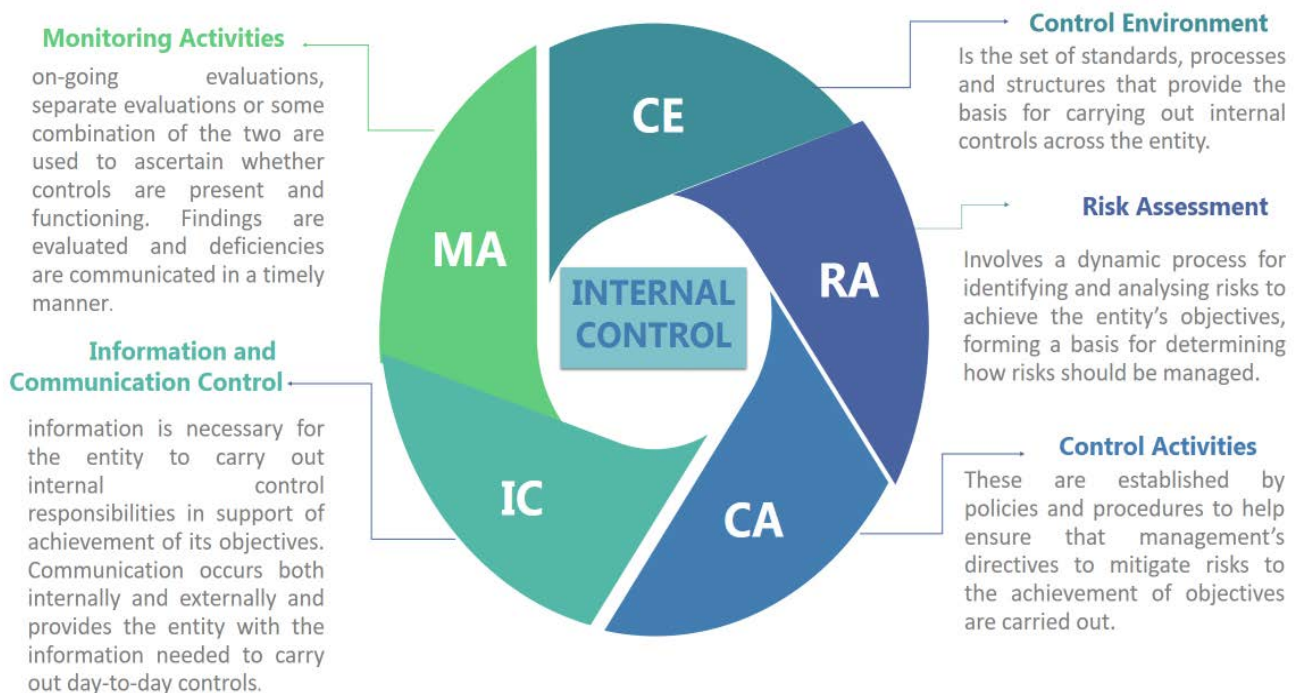 Monitoring Activities
on-going evaluations,
separate evaluations or some
combination of the two are
used to ascertain whether
controls are present and
functioning. Findings are
evaluated and deficiencies
are communicated in a timely
manner.
Information and
Communication Control
information is necessary for
the entity to carry out
internal control
responsibilities in support of
achievement of its objectives.
Communication occurs both
internally and externally and
provides the entity with the
information needed to carry
out day-to-day controls.
CE
RA
MA
INTERNAL
CONTROL
IC
CA
Control Environment
Is the set of standards, processes
and structures that provide the
basis for carrying out internal
controls across the entity.
Risk Assessment
Involves a dynamic process for
identifying and analysing risks to
achieve the entity's objectives,
forming a basis for determining
how risks should be managed.
Control Activities
These are established by
policies and procedures to help
ensure that management's
directives to mitigate risks to
the achievement of objectives
are carried out.